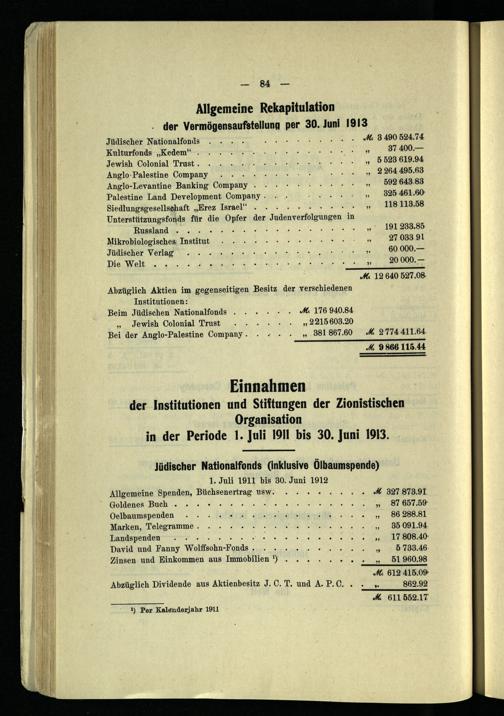 — 84 —
Allgemeine Rekapitulation
der Vermögensaufstellung per 30. Juni 1913
Jüdischer Nationalfonds . . . . . . . . . . . . . ℳ. 3 490 524.74
Kulturfonds „Kedem“ . . . . . . . . . . . . . . „ 37 400.—
Jewish Colonial Trust . . . . . . . . . . . . . . „ 5 523 619.94
Anglo-Palestine Company . . . . . . . . . . . . „ 2 264 495.63
Anglo-Levantine Banking Company . . . . . . . . . „ 592 643.83
Palestine Land Development Company . . . . . . . . „ 325 461.60
Siedlungsgesellschaft „Erez Israel“ . . . . . . . . . „ 118 113.58
Unterstützungsfonds für die Opfer der Judenverfolgungen in
Russland . . . . . . . . . . . . . . . . „ 191 233.85
Mikrobiologisches Institut . . . . . . . . . . . . „ 27 033 91
Jüdischer Verlag . . . . . . . . . . . . . . . „ 60 000.—
Die Welt . . . . . . . . . . . . . . . . . . „ 20 000.—
ℳ. 12 640 527.08
Abzüglich Aktien im gegenseitigen Besitz der verschiedenen
Institutionen:
Beim Jüdischen Nationalfonds . . . . . . ℳ. 176 940.84
„ Jewish Colonial Trust . . . . . . „ 2 215 603.20
Bei der Anglo-Palestine Company . . . . . „ 381 867.60 ℳ 2 774 411.64
ℳ. 9 866 115.44
Einnahmen
der Institutionen und Stiftungen der Zionistischen
Organisation
in der Periode 1. Juli 1911 bis 30. Juni 1913.
Jüdischer Nationalfonds (inklusive Ölbaumspende)
1. Juli 1911 bis 30. Juni 1912
Allgemeine Spenden, Büchsenertrag usw. . . . . . . . . ℳ 327 873.91
Goldenes Buch . . . . . . . . . . . . . . . . „ 87 657.59
Oelbaumspenden . . . . . . . . . . . . . . . „ 86 288.81
Marken, Telegramme . . . . . . . . . . . . . . „ 35 091.94
Landspenden . . . . . . . . . . . . . . . . . „ 17 808.40
David und Fanny Wolffsohn-Fonds . . . . . . . . . . „ 5 733.46
Zinsen und Einkommen aus Immobilien ¹) . . . . . . . . „ 51 960.98
ℳ. 612 415.09
Abzüglich Dividende aus Aktienbesitz J. C. T. und A. P. C. . . „ 862.92
ℳ. 611 552.17
¹) Per Kalenderjahr 1911